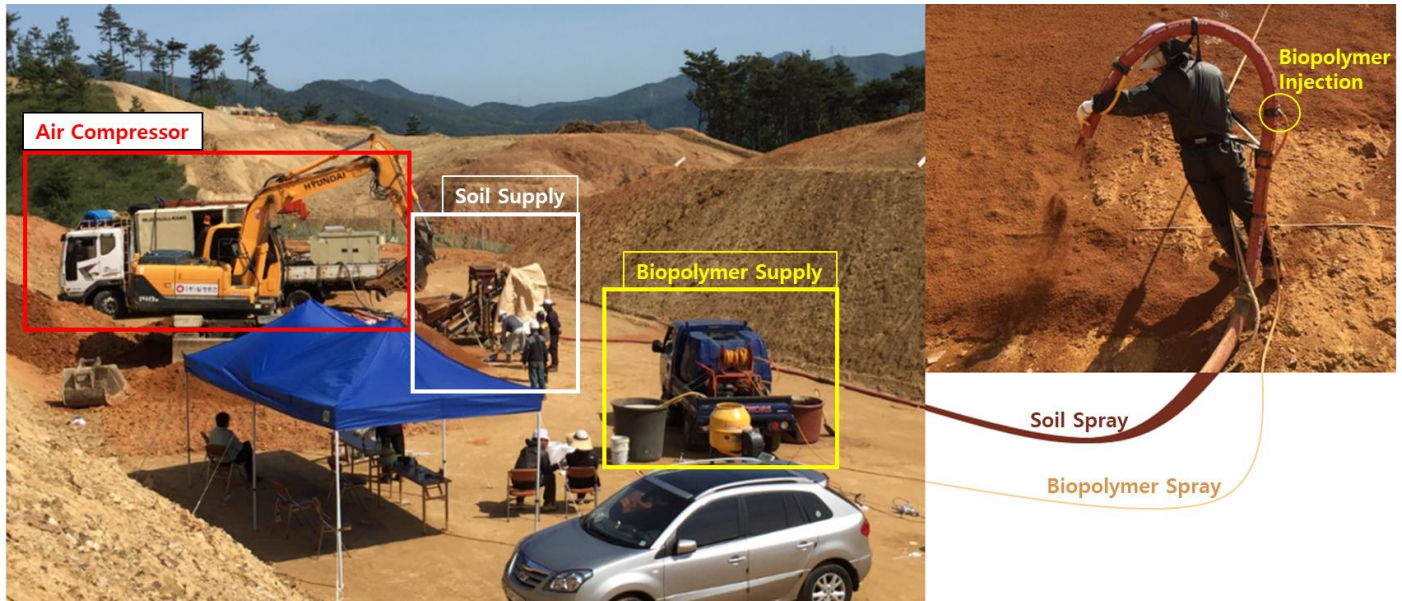 Air Compressor
HYUNDAI
Soil Supply
Biopolymer Supply
Biopolymer
Injection
Soil Spray
Biopolymer Spray